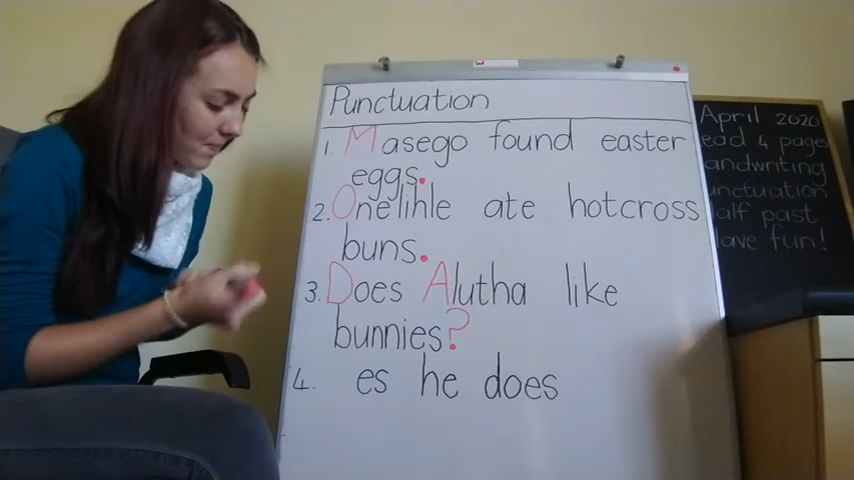 Punctuation
1. Masego found easter
eggs.
2. Onelihle ate hotcross
buns.
3. Does Alutha like
bunnies?
4. es he does
April 2020
ead 4 pages
andwriting
unctuation
alf past
ave fun!